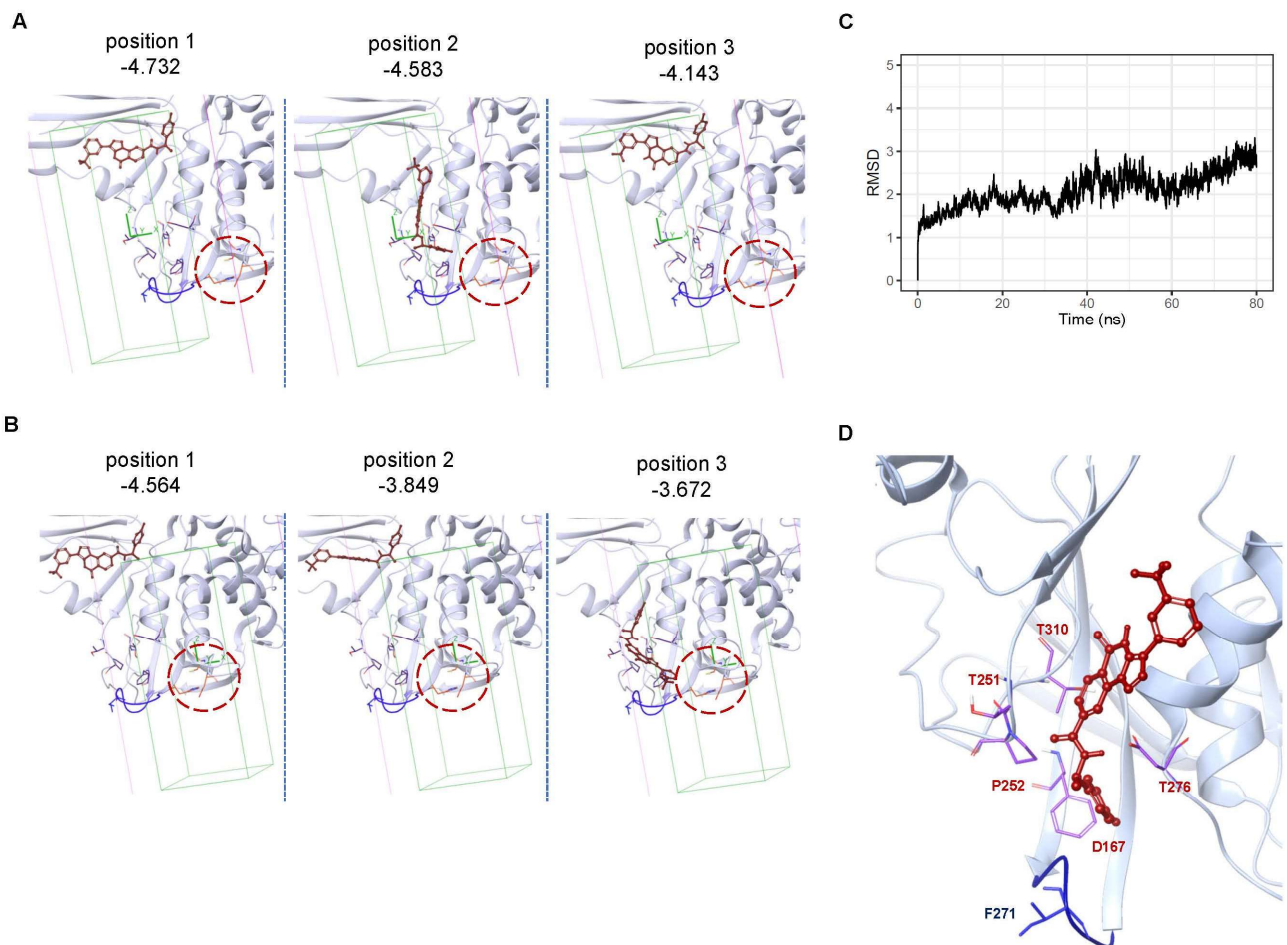 A
position 1
-4.732
position 2
-4.583
position 3
-4.143
C
5
4
3
2
1
0
RMSD
0
20
40
60
80
Time (ns)
B
position 1
-4.564
position 2
-3.849
position 3
-3.672
D
T310
T251
P252
T276
D167
F271